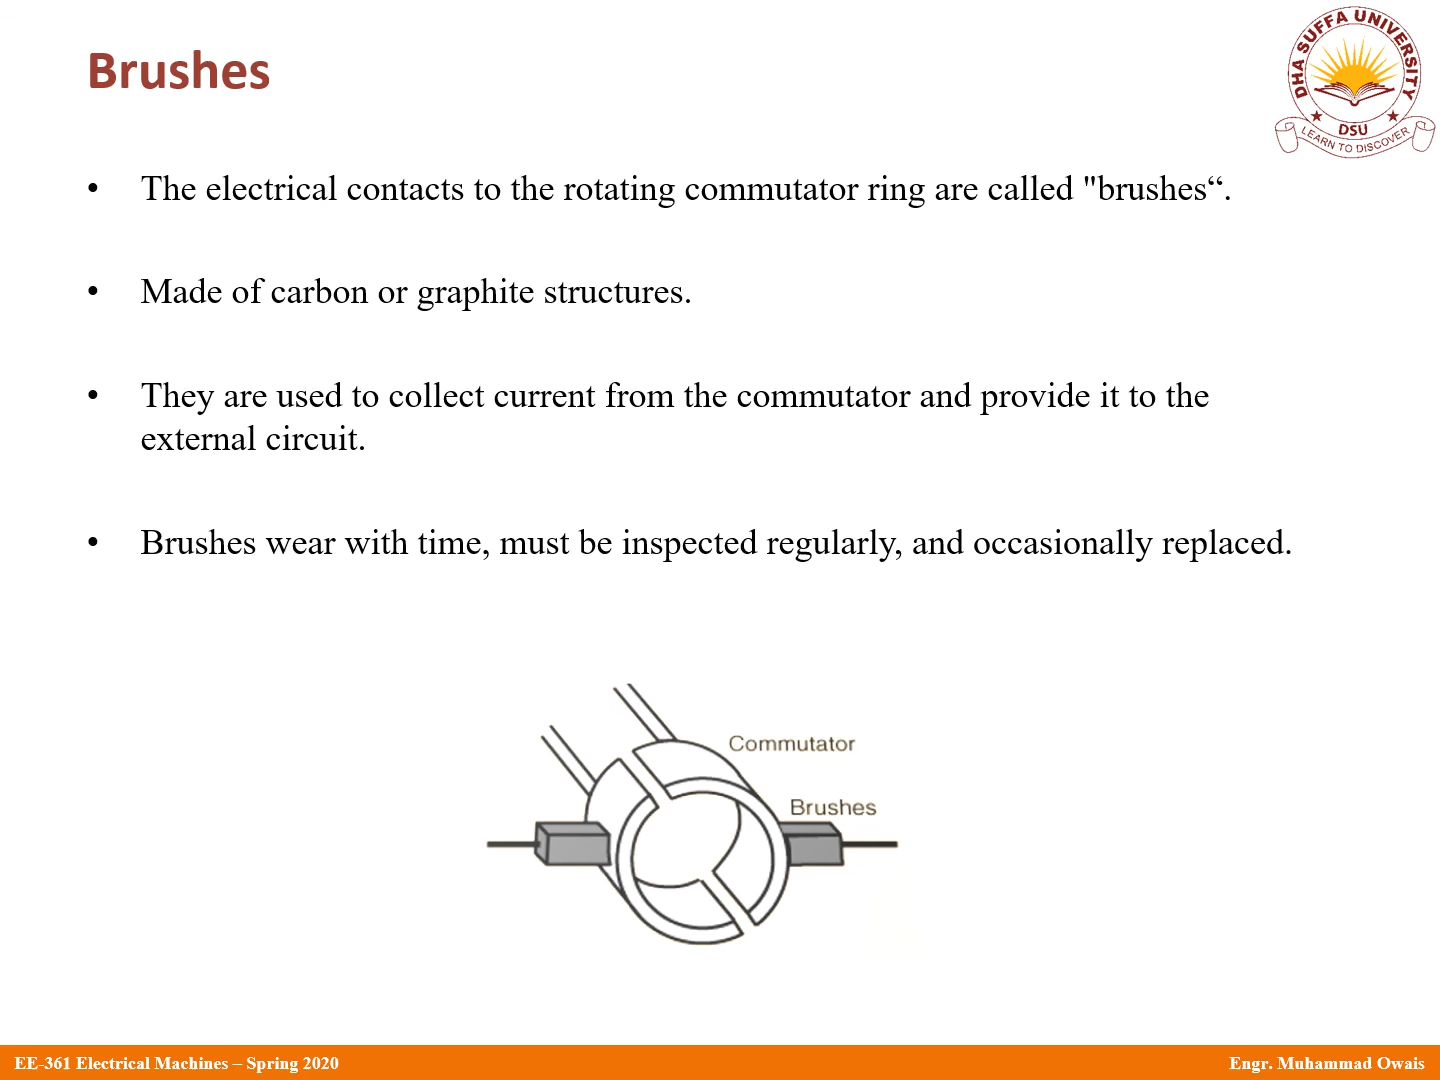 Brushes
DHA SUFFA UNIVERSITY
DSU
LEARN TO DISCOVER
• The electrical contacts to the rotating commutator ring are called "brushes“.
• Made of carbon or graphite structures.
• They are used to collect current from the commutator and provide it to the
external circuit.
• Brushes wear with time, must be inspected regularly, and occasionally replaced.
Commutator
Brushes
EE-361 Electrical Machines – Spring 2020
Engr. Muhammad Owais